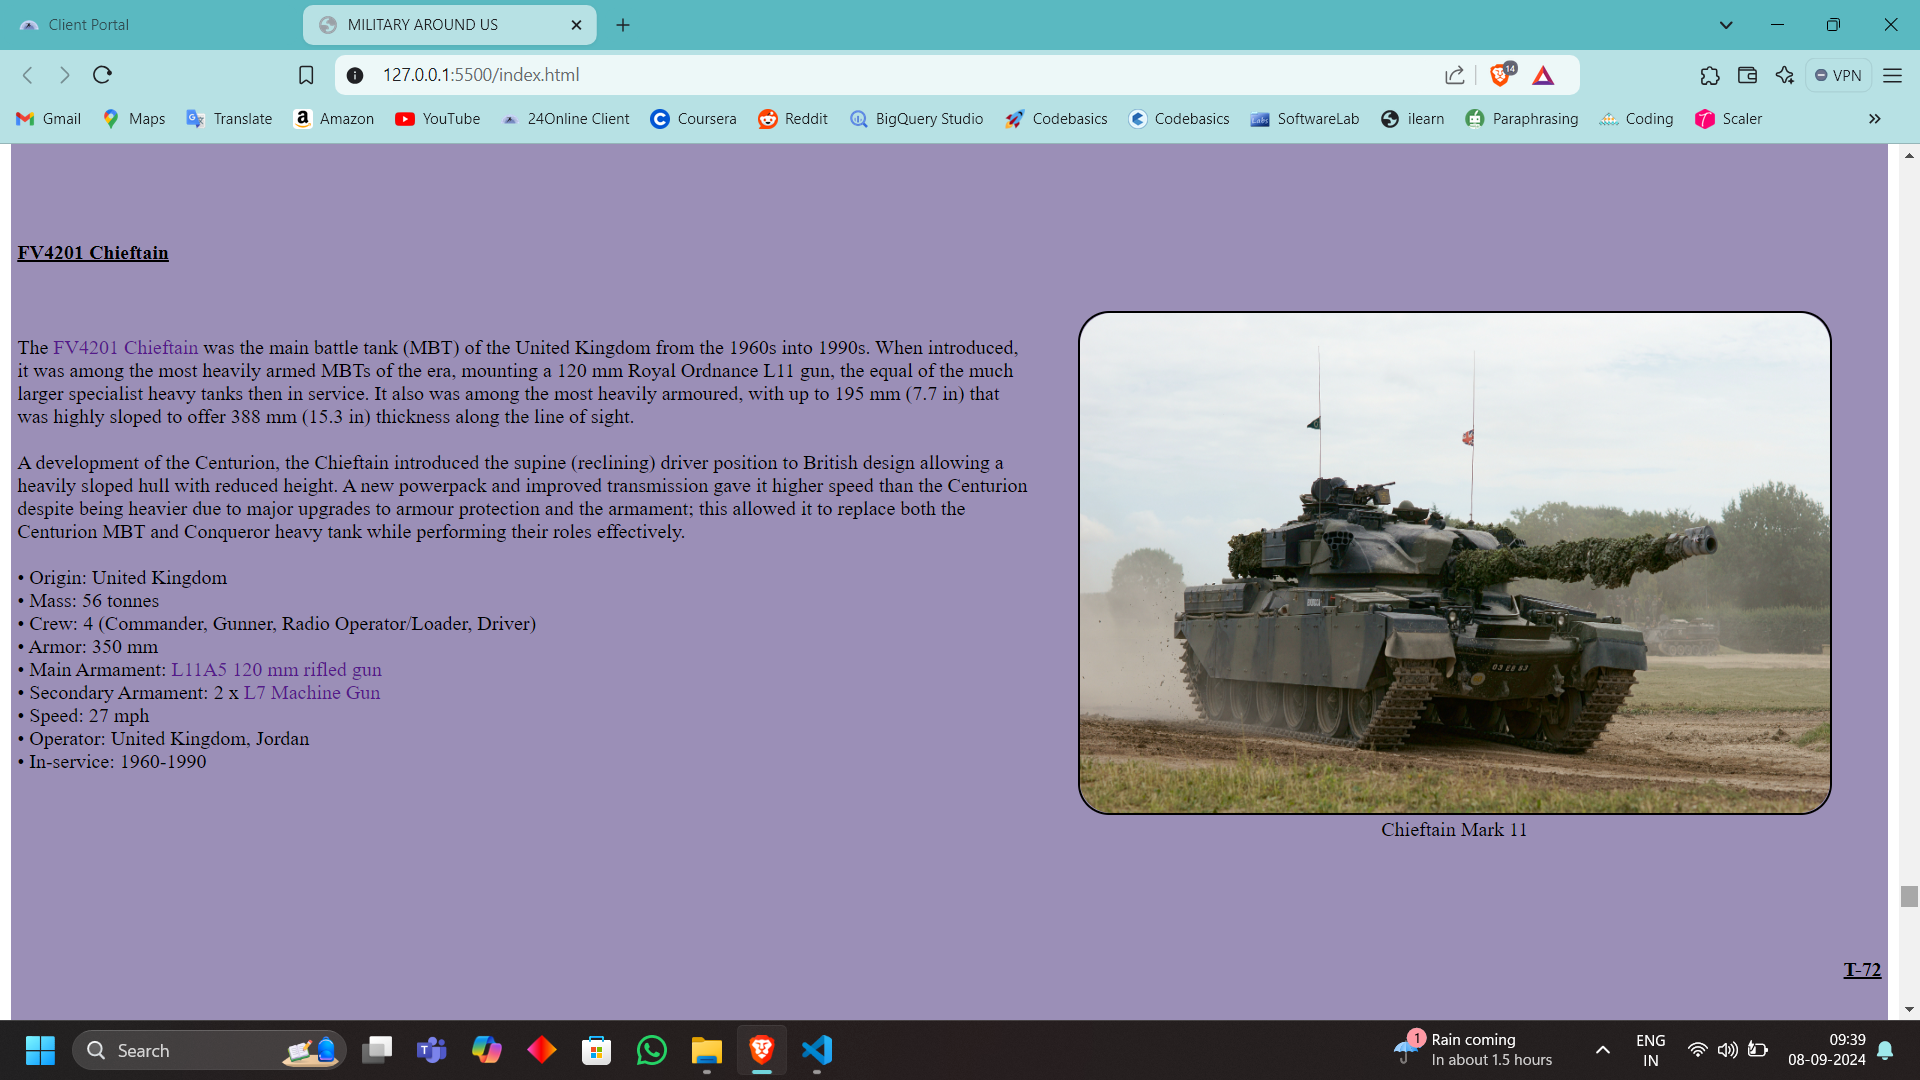 Client Portal
MILITARY AROUND US
127.0.0.1:5500/index.html
14
VPN
Gmail
Maps
Translate
Amazon
YouTube
24Online Client
Coursera
Reddit
BigQuery Studio
Codebasics
Codebasics
Labs
SoftwareLab
ilearn
Paraphrasing
Coding
Scaler
FV4201 Chieftain
The FV4201 Chieftain was the main battle tank (MBT) of the United Kingdom from the 1960s into 1990s. When introduced,
it was among the most heavily armed MBTs of the era, mounting a 120 mm Royal Ordnance L11 gun, the equal of the much
larger specialist heavy tanks then in service. It also was among the most heavily armoured, with up to 195 mm (7.7 in) that
was highly sloped to offer 388 mm (15.3 in) thickness along the line of sight.
A development of the Centurion, the Chieftain introduced the supine (reclining) driver position to British design allowing a
heavily sloped hull with reduced height. A new powerpack and improved transmission gave it higher speed than the Centurion
despite being heavier due to major upgrades to armour protection and the armament; this allowed it to replace both the
Centurion MBT and Conqueror heavy tank while performing their roles effectively.
• Origin: United Kingdom
• Mass: 56 tonnes
• Crew: 4 (Commander, Gunner, Radio Operator/Loader, Driver)
• Armor: 350 mm
• Main Armament: L11A5 120 mm rifled gun
• Secondary Armament: 2 x L7 Machine Gun
• Speed: 27 mph
• Operator: United Kingdom, Jordan
• In-service: 1960-1990
03 EB 83
Chieftain Mark 11
T-72
Search
1
Rain coming
In about 1.5 hours
ENG
IN
09:39
08-09-2024